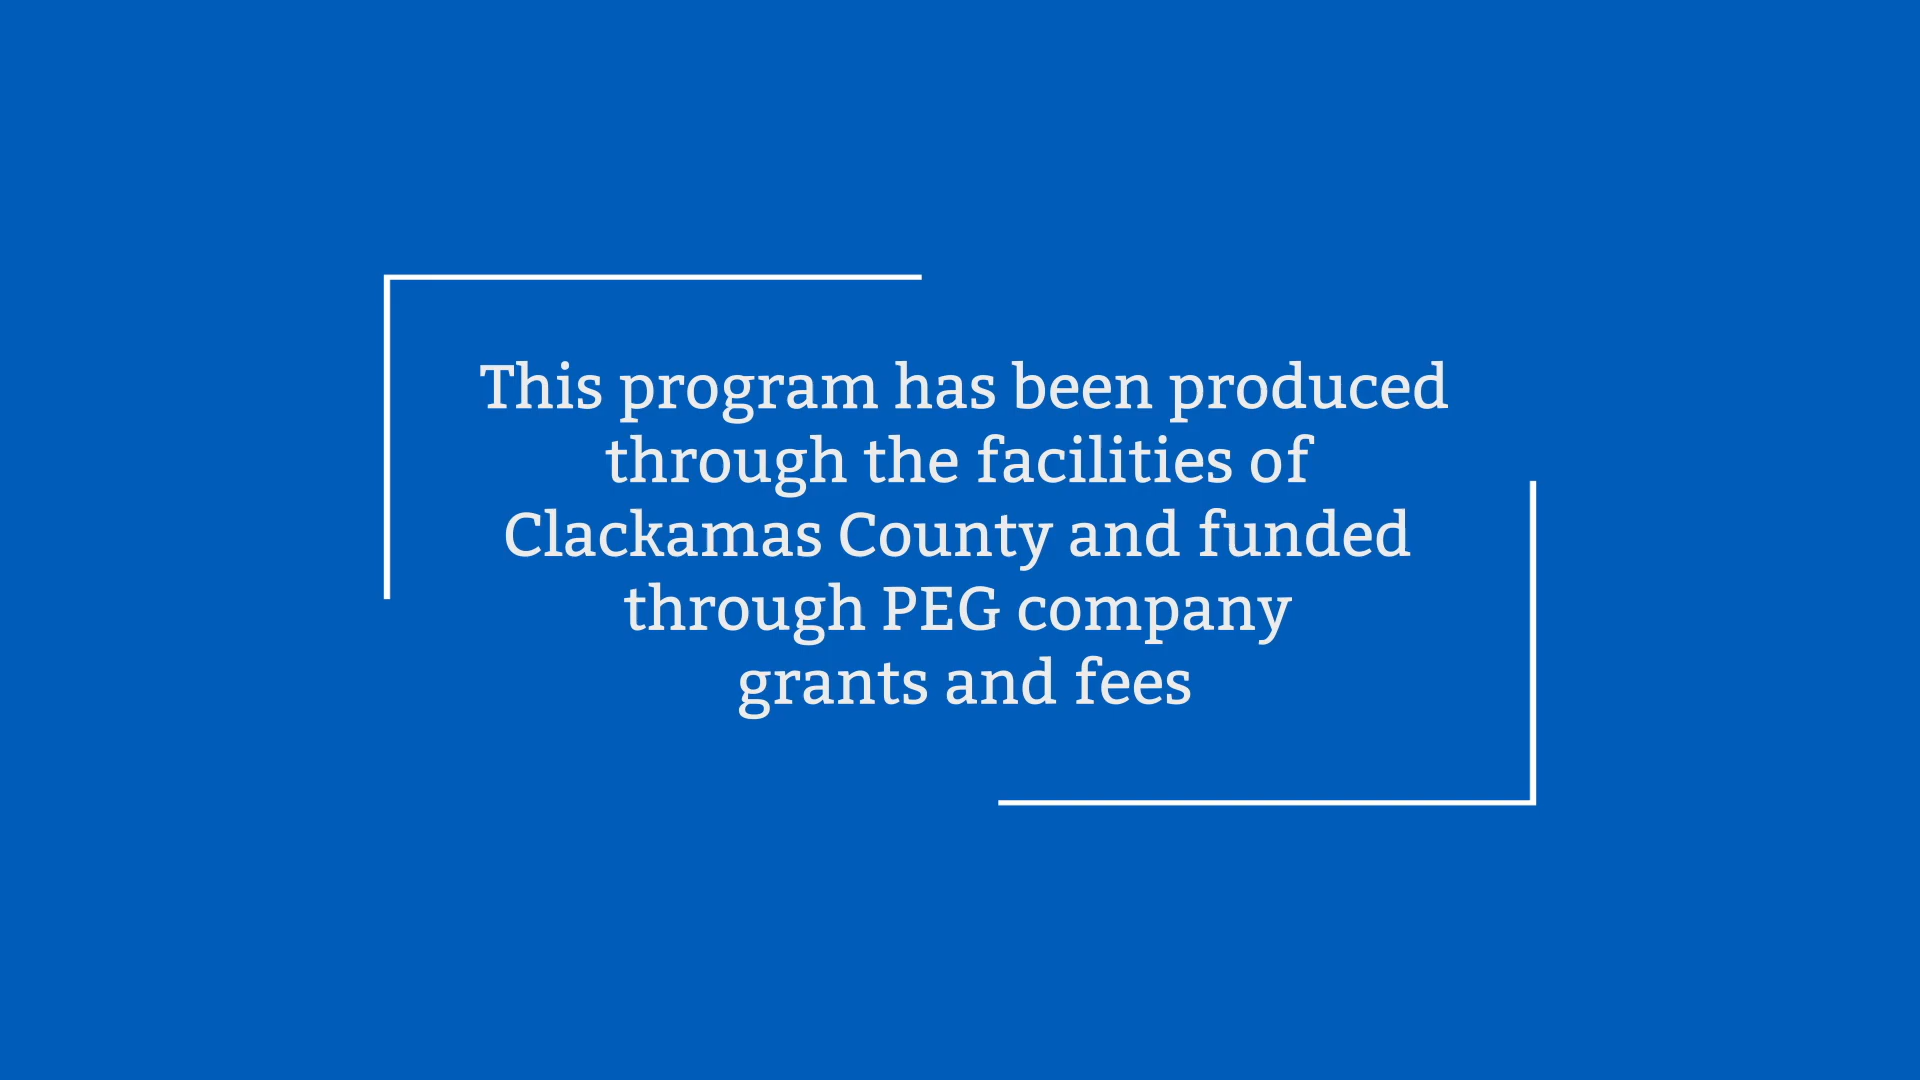 This program has been produced
through the facilities of
Clackamas County and funded
through PEG company
grants and fees